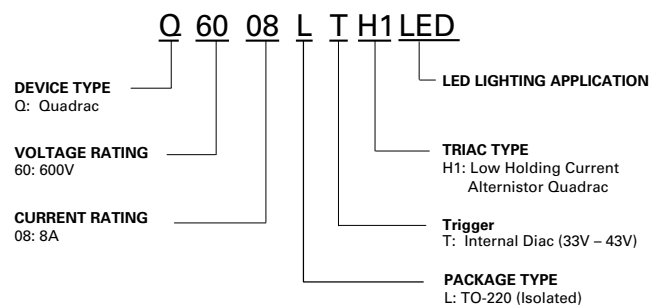 Q 60 08 L T H1 LED
DEVICE TYPE
Q: Quadrac
VOLTAGE RATING
60: 600V
CURRENT RATING
08: 8A
LED LIGHTING APPLICATION
TRIAC TYPE
H1: Low Holding Current
Alternistor Quadrac
Trigger
T: Internal Diac (33V – 43V)
PACKAGE TYPE
L: TO-220 (Isolated)